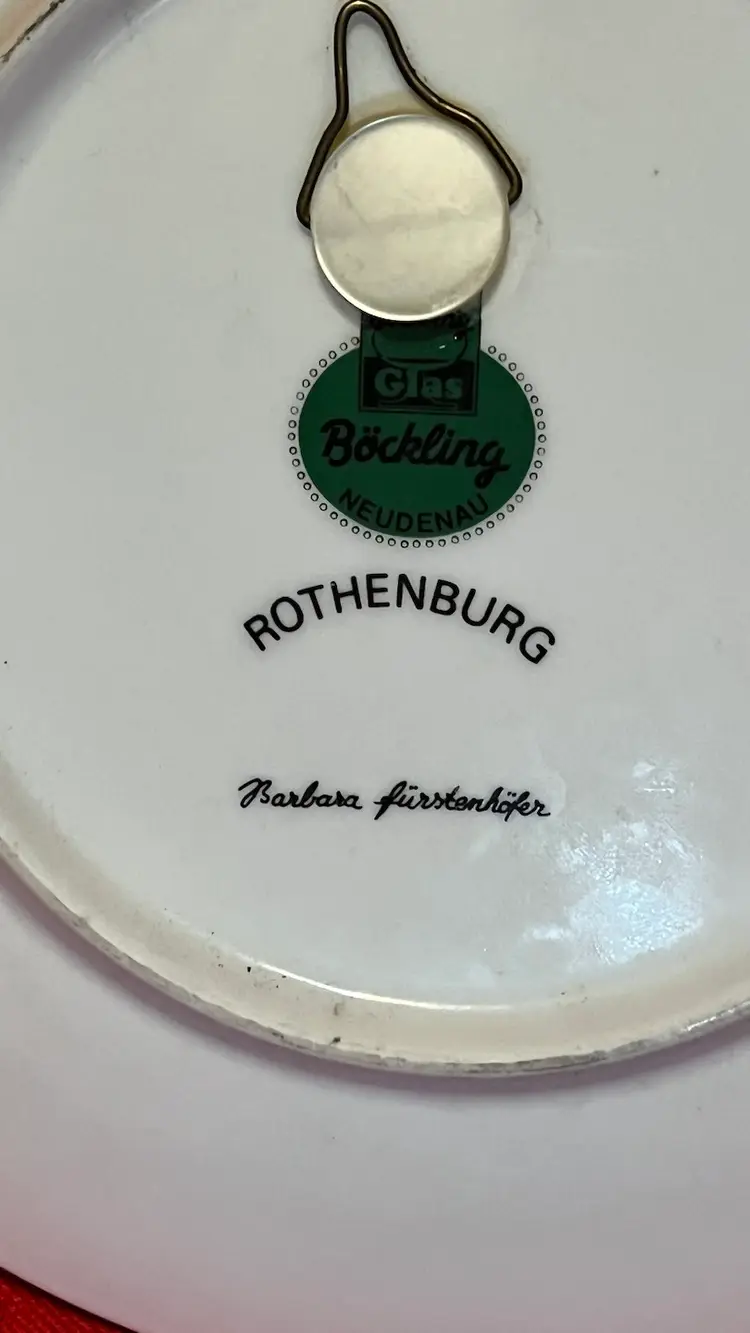 Glas
Böckling
NEUDENAU
ROTHENBURG
Barbara fürstenhöfer